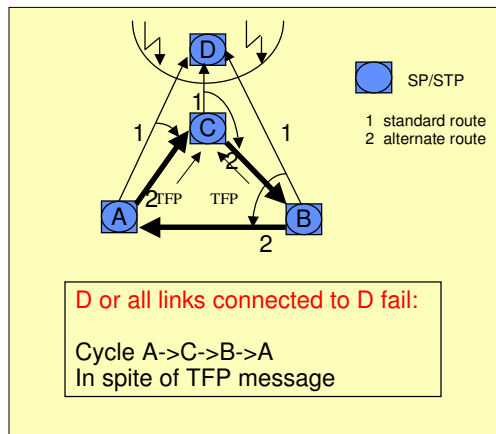 D
SP/STP
1 standard route
2 alternate route
1
C
1
1
2
2
TFP
TFP
A
B
2
D or all links connected to D fail:
Cycle A->C->B->A
In spite of TFP message